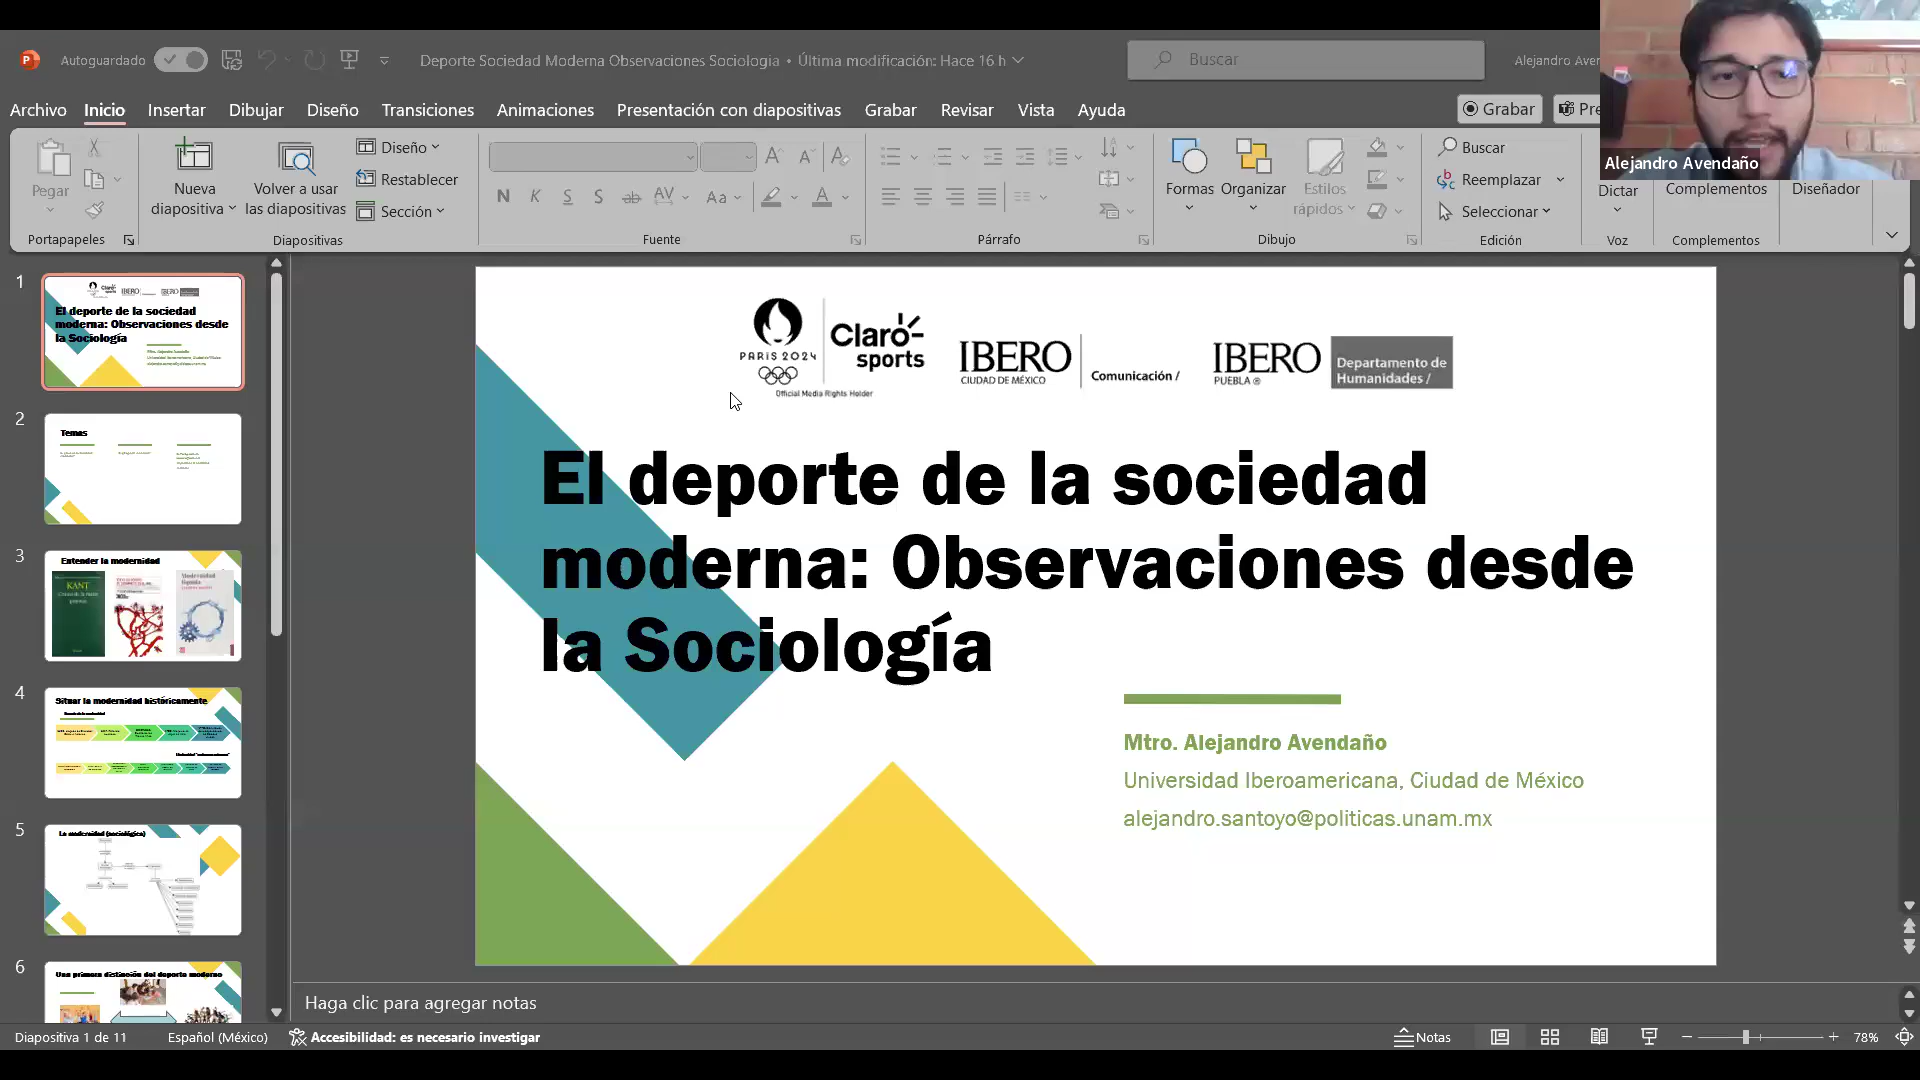 Autoguardado
Deporte Sociedad Moderna Observaciones Sociologia • Última modificación: Hace 16 h
Buscar
Alejandro Aven
Archivo Inicio Insertar Dibujar Diseño Transiciones Animaciones Presentación con diapositivas Grabar Revisar Vista Ayuda
Grabar
Pre
Alejandro Avendaño
Pegar
Nueva diapositiva
Volver a usar las diapositivas
Diseño
Restablecer
Sección
N K S S ab AV Aa A
Formas
Organizar
Estilos rápidos
Buscar
Reemplazar
Seleccionar
Dictar
Complementos
Diseñador
Portapapeles
Diapositivas
Fuente
Párrafo
Dibujo
Edición
Voz
Complementos
1
El deporte de la sociedad
moderna: Observaciones desde
la Sociología
2
Temas
3
Entender la modernidad
KANT
4
Situar la modernidad históricamente
5
La modernidad (sociológica)
6
Una primera distinción del deporte moderno
PARIS 2024
Claro sports
Official Media Rights Holder
IBERO
CIUDAD DE MÉXICO
Comunicación /
IBERO
PUEBLA ®
Departamento de
Humanidades /
El deporte de la sociedad
moderna: Observaciones desde
la Sociología
Mtro. Alejandro Avendaño
Universidad Iberoamericana, Ciudad de México
alejandro.santoyo@politicas.unam.mx
Haga clic para agregar notas
Diapositiva 1 de 11
Español (México)
Accesibilidad: es necesario investigar
Notas
78%